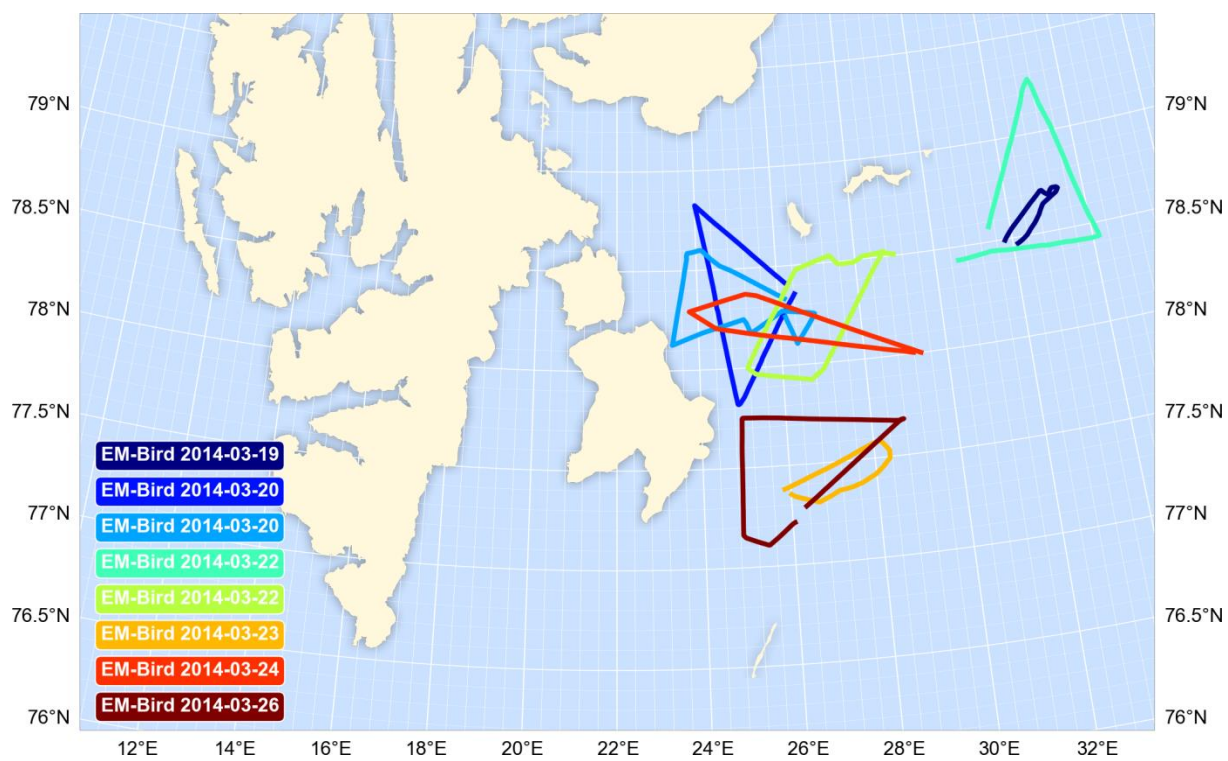 79°N
79°N
78.5°N
78.5°N
78°N
78°N
77.5°N
77.5°N
EM-Bird 2014-03-19
EM-Bird 2014-03-20
77°N
77°N
EM-Bird 2014-03-20
EM-Bird 2014-03-22
EM-Bird 2014-03-22
76.5°N
76.5°N
EM-Bird 2014-03-23
EM-Bird 2014-03-24
EM-Bird 2014-03-26
76°N
76°N
12°E 14°E 16°E 18°E 20°E 22°E 24°E 26°E 28°E 30°E 32°E